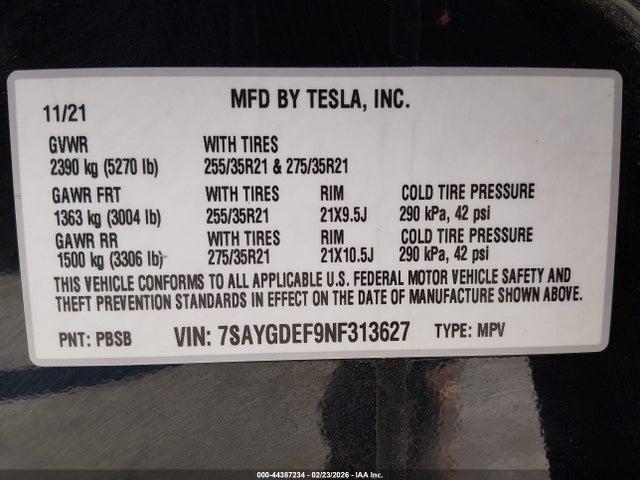 MFD BY TESLA, INC.
11/21
GVWR WITH TIRES
2390 kg (5270 lb) 255/35R21 & 275/35R21
GAWR FRT WITH TIRES RIM COLD TIRE PRESSURE
1363 kg (3004 lb) 255/35R21 21X9.5J 290 kPa, 42 psi
GAWR RR WITH TIRES RIM COLD TIRE PRESSURE
1500 kg (3306 lb) 275/35R21 21X10.5J 290 kPa, 42 psi
THIS VEHICLE CONFORMS TO ALL APPLICABLE U.S. FEDERAL MOTOR VEHICLE SAFETY AND
THEFT PREVENTION STANDARDS IN EFFECT ON THE DATE OF MANUFACTURE SHOWN ABOVE.
PNT: PBSB VIN: 7SAYGDEF9NF313627 TYPE: MPV
000-44387234 - 02/23/2026 - IAA Inc.